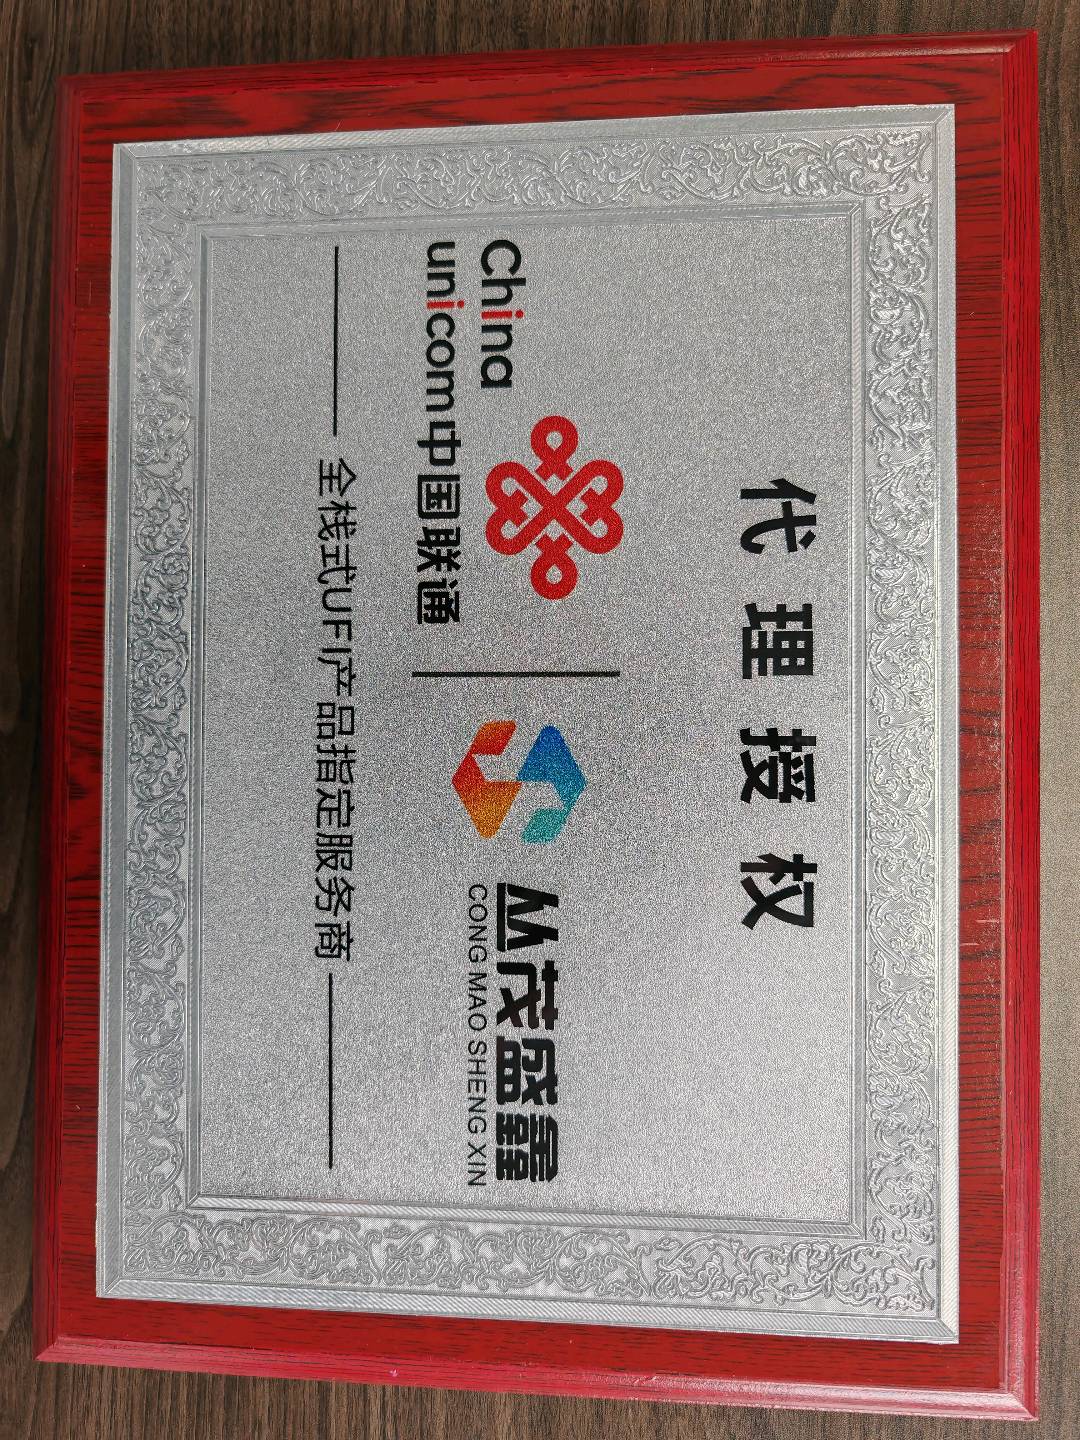 代理授权
China
unicom中国联通
丛茂盛鑫
CONG MAO SHENG XIN
全栈式UFI产品指定服务商